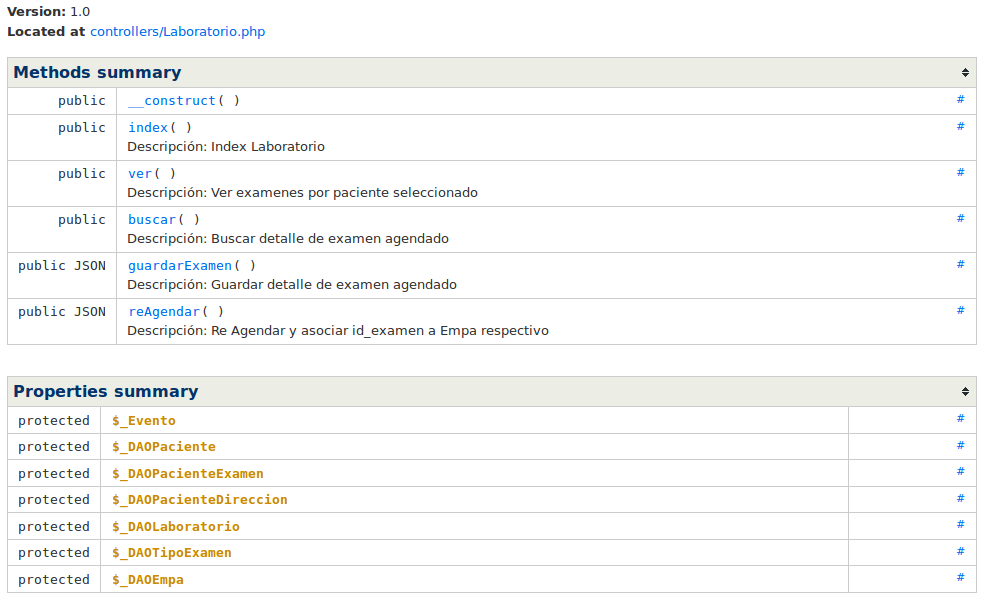 Version: 1.0
Located at controllers/Laboratorio.php
Methods summary
public __construct( ) #
public index( ) #
Descripción: Index Laboratorio
public ver( ) #
Descripción: Ver examenes por paciente seleccionado
public buscar( ) #
Descripción: Buscar detalle de examen agendado
public JSON guardarExamen( ) #
Descripción: Guardar detalle de examen agendado
public JSON reAgendar( ) #
Descripción: Re Agendar y asociar id_examen a Empa respectivo
Properties summary
protected $_Evento #
protected $_DAOPaciente #
protected $_DAOPacienteExamen #
protected $_DAOPacienteDireccion #
protected $_DAOLaboratorio #
protected $_DAOTipoExamen #
protected $_DAOEmpa #